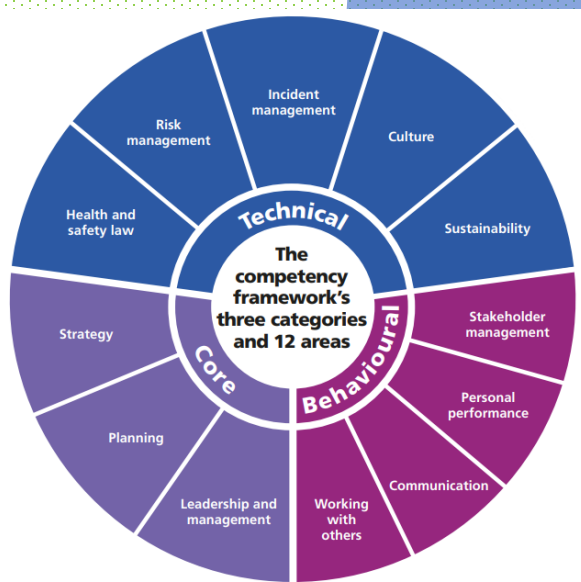 Incident
management
Risk
management
Culture
Health and
safety law
Sustainability
Technical
The
competency
framework's
three categories
and 12 areas
Strategy
Stakeholder
management
Core
Behavioural
Personal
performance
Planning
Communication
Leadership and
management
Working
with
others